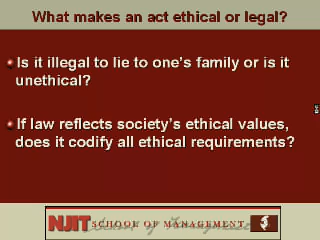 What makes an act ethical or legal?
Is it illegal to lie to one's family or is it
unethical?
If law reflects society's ethical values,
does it codify all ethical requirements?
NJIT SCHOOL OF MANAGEMENT